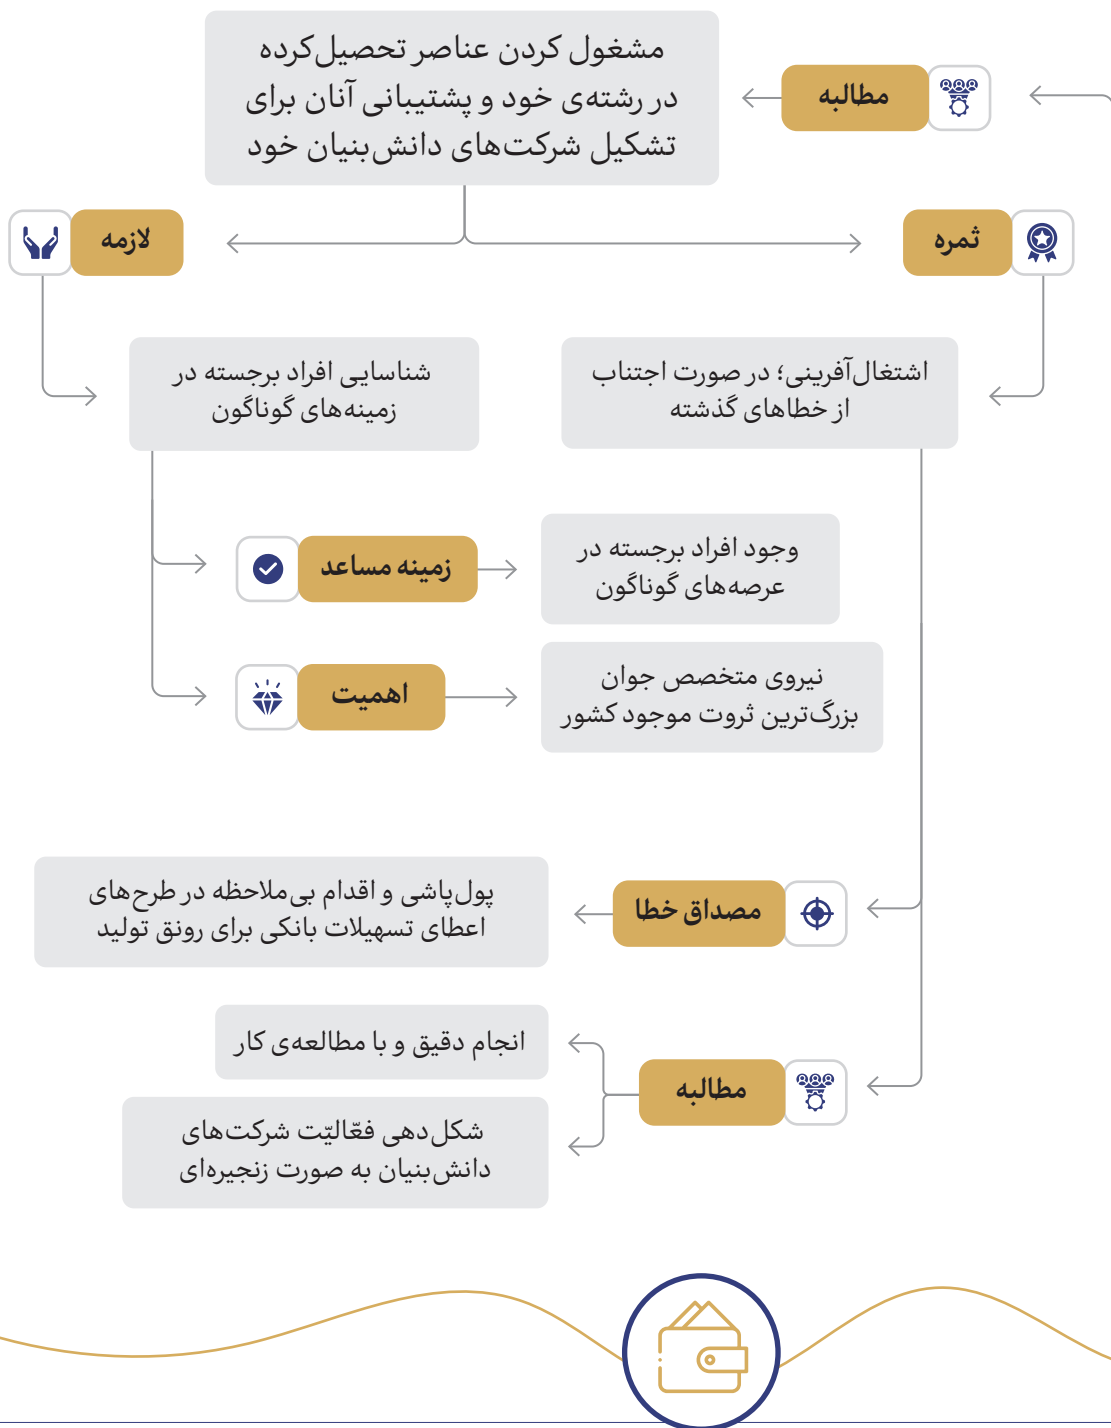 مطالبه
مشغول کردن عناصر تحصیل‌کرده
در رشته‌ی خود و پشتیبانی آنان برای
تشکیل شرکت‌های دانش‌بنیان خود
ثمره
لازمه
اشتغال‌آفرینی؛ در صورت اجتناب
از خطاهای گذشته
شناسایی افراد برجسته در
زمینه‌های گوناگون
زمینه مساعد
وجود افراد برجسته در
عرصه‌های گوناگون
اهمیت
نیروی متخصص جوان
بزرگ‌ترین ثروت موجود کشور
مصداق خطا
پول‌پاشی و اقدام بی‌ملاحظه در طرح‌های
اعطای تسهیلات بانکی برای رونق تولید
مطالبه
انجام دقیق و با مطالعه‌ی کار
شکل‌دهی فعّالیّت شرکت‌های
دانش‌بنیان به صورت زنجیره‌ای